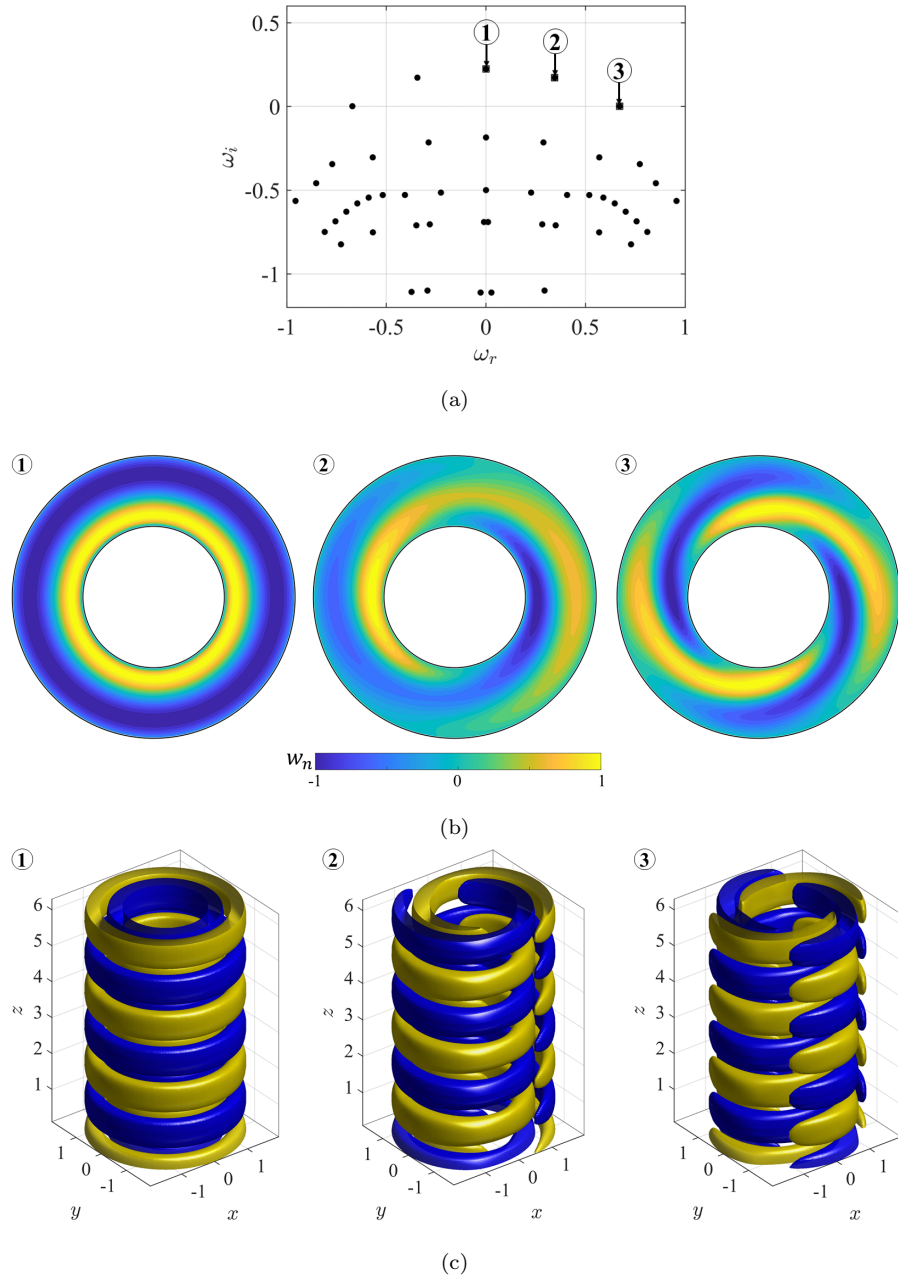 0.5
0
-0.5
-1
ω_i
① ② ③
-1 -0.5 0 0.5 1
ω_r
(a)
① ② ③
w_n
-1 0 1
(b)
① ② ③
6 6 6
5 5 5
4 4 4
z 3 z 3 z 3
2 2 2
1 1 1
1 0 -1 -1 0 1 1 0 -1 -1 0 1 1 0 -1 -1 0 1
y x y x y x
(c)